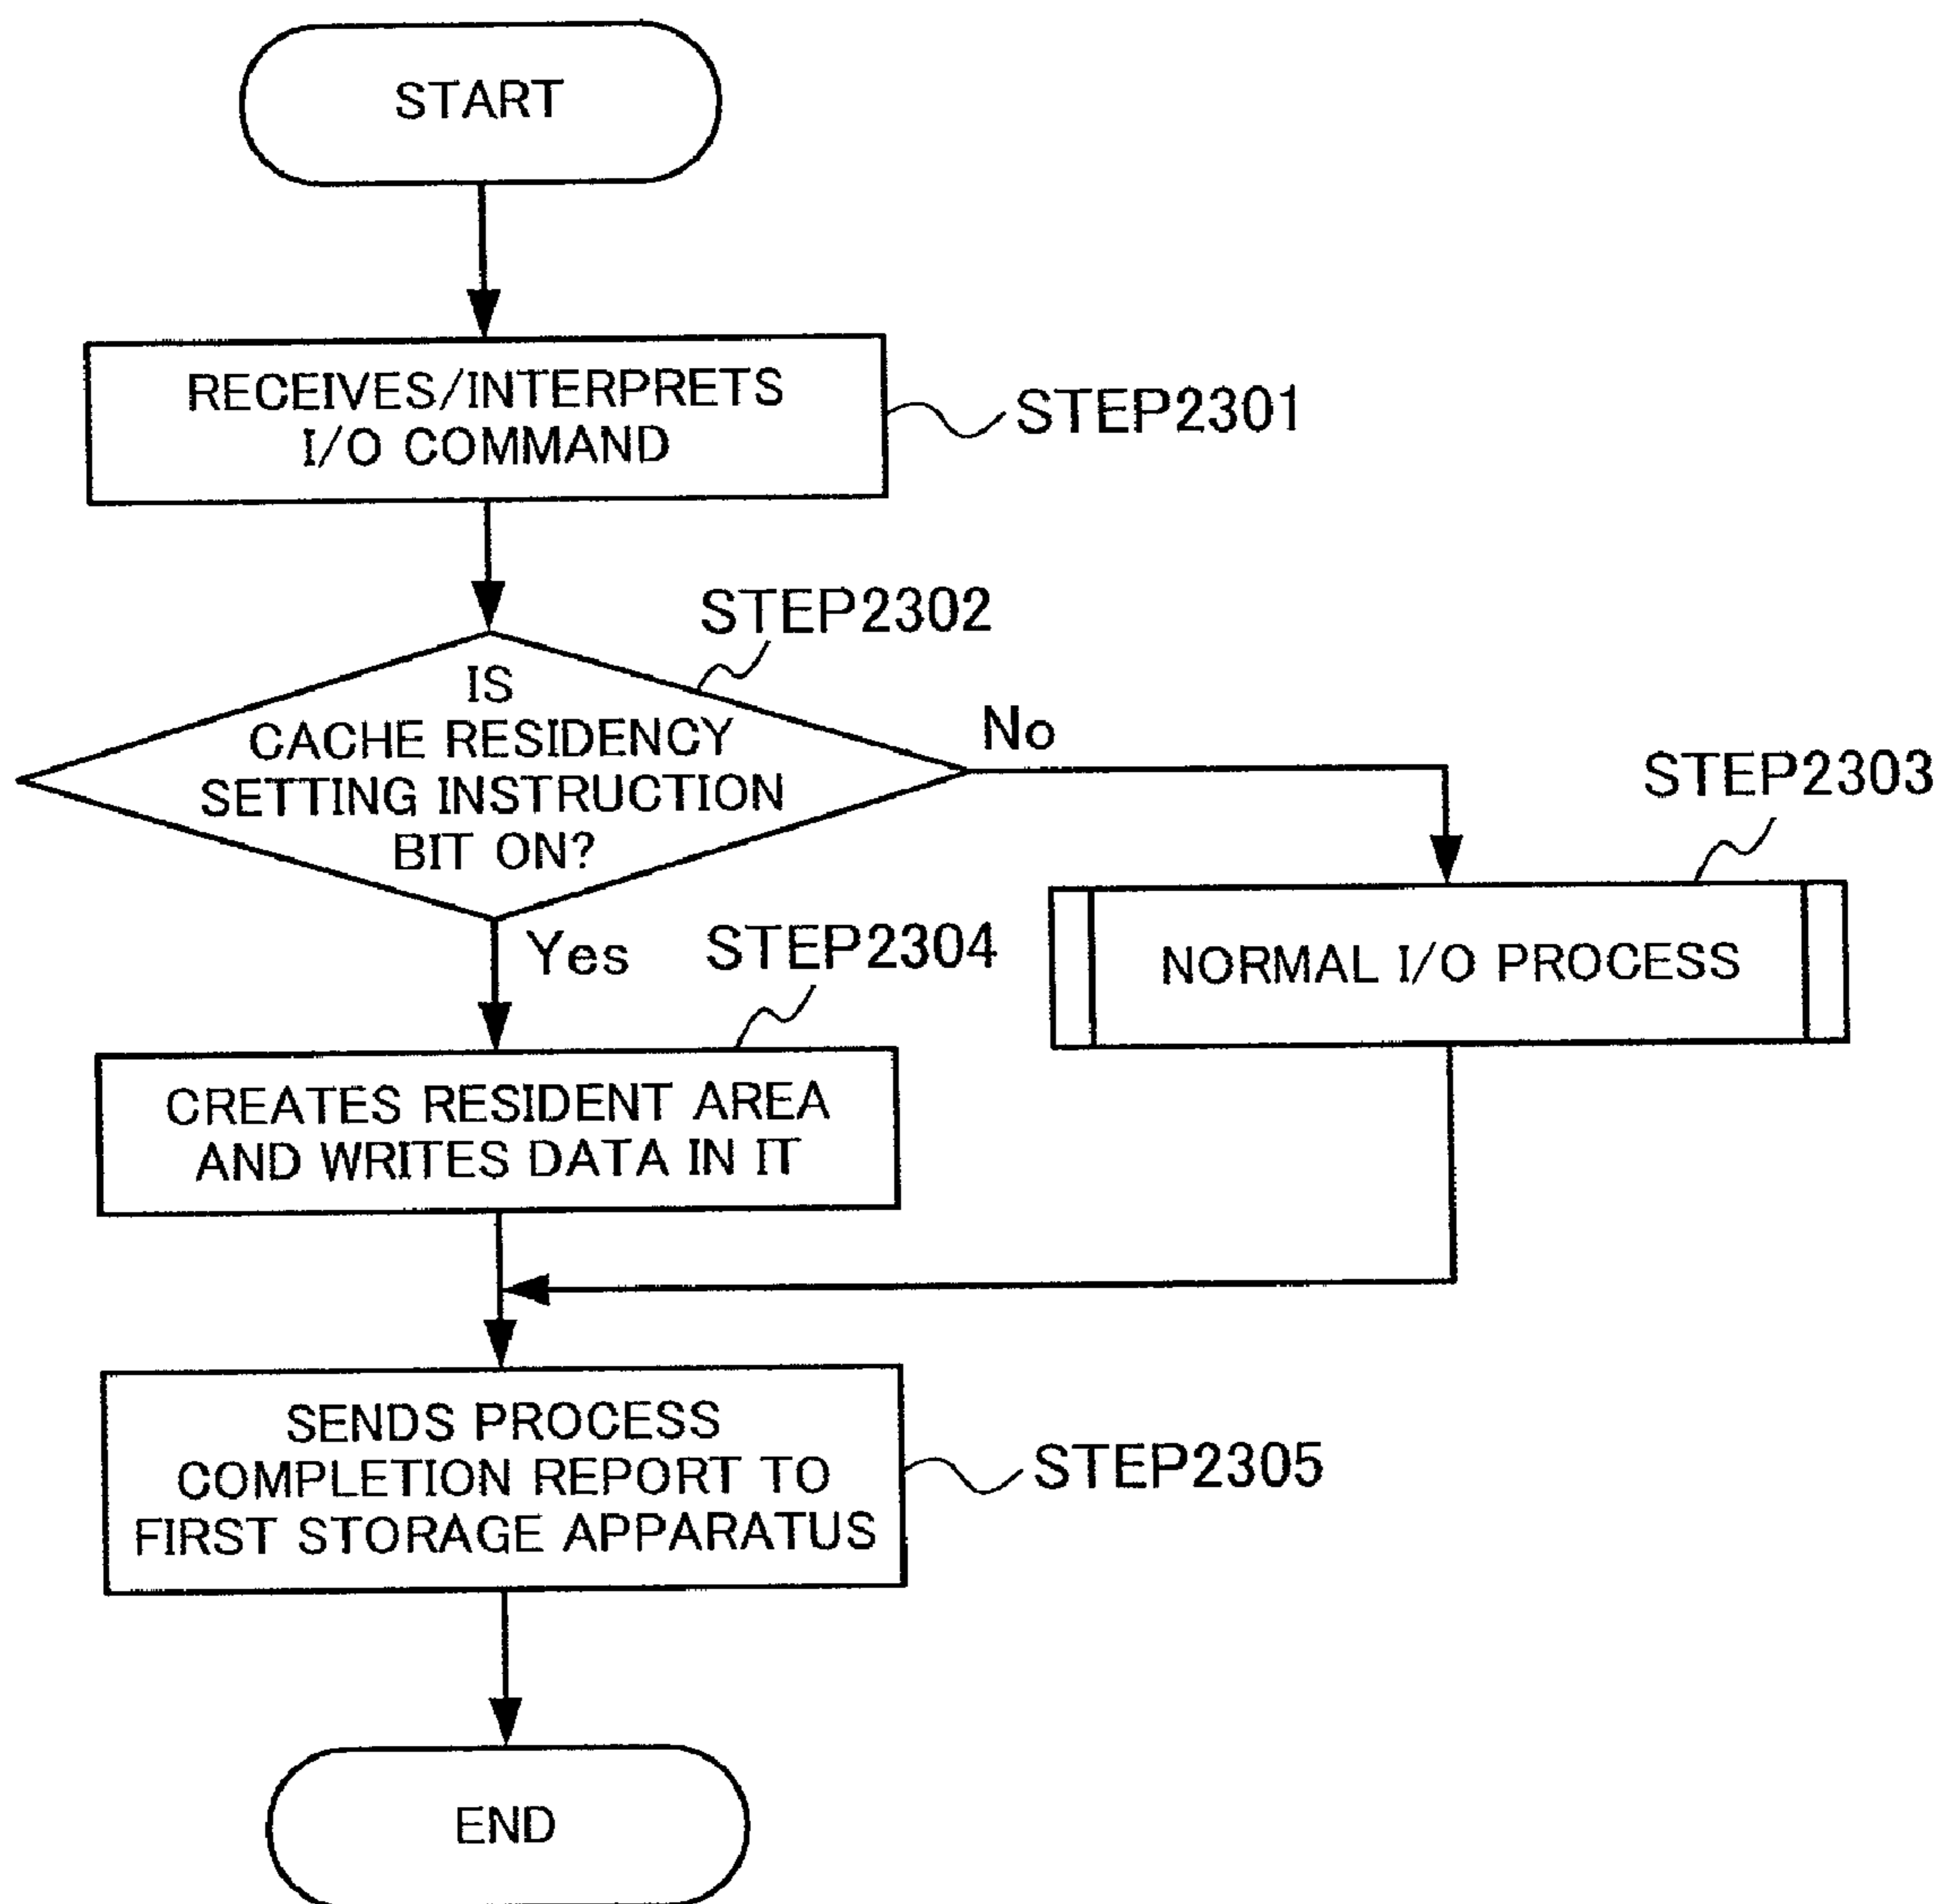 START
RECEIVES/INTERPRETS
I/O COMMAND
STEP2301
STEP2302
IS
CACHE RESIDENCY
SETTING INSTRUCTION
BIT ON?
No
STEP2303
NORMAL I/O PROCESS
Yes
STEP2304
CREATES RESIDENT AREA
AND WRITES DATA IN IT
SENDS PROCESS
COMPLETION REPORT TO
FIRST STORAGE APPARATUS
STEP2305
END